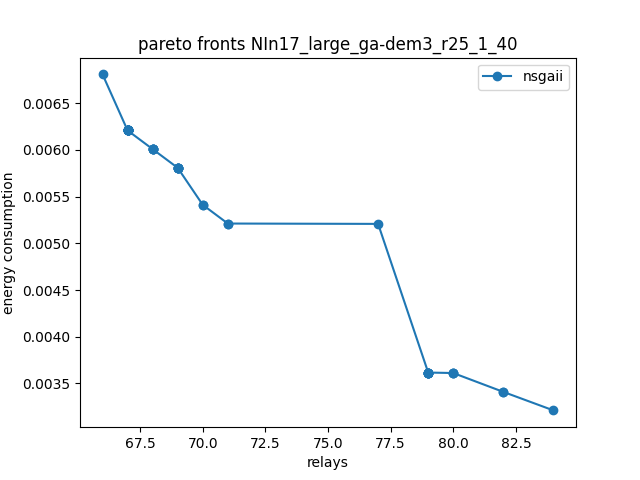 pareto fronts NIn17_large_ga-dem3_r25_1_40
nsgaii
0.0065
0.0060
0.0055
0.0050
0.0045
0.0040
0.0035
energy consumption
67.5 70.0 72.5 75.0 77.5 80.0 82.5
relays